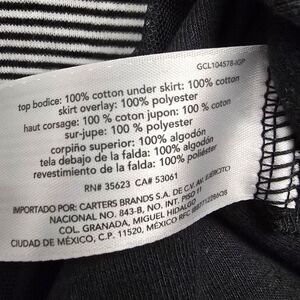 GCL104578-IGP
top bodice: 100% cotton under skirt: 100% cotton
skirt overlay: 100% polyester
haut corsage: 100 % coton jupon: 100 % coton
sur-jupe: 100 % polyester
corpiño superior: 100% algodón
tela debajo de la falda: 100% algodón
revestimiento de la falda: 100% poliéster
RN# 35623 CA# 53061
IMPORTADO POR: CARTERS BRANDS S.A. DE C.V. AV. EJÉRCITO
NACIONAL NO. 843-B, NO. INT. PISO 11
COL. GRANADA, MIGUEL HIDALGO
CIUDAD DE MÉXICO, C.P. 11520, MÉXICO RFC